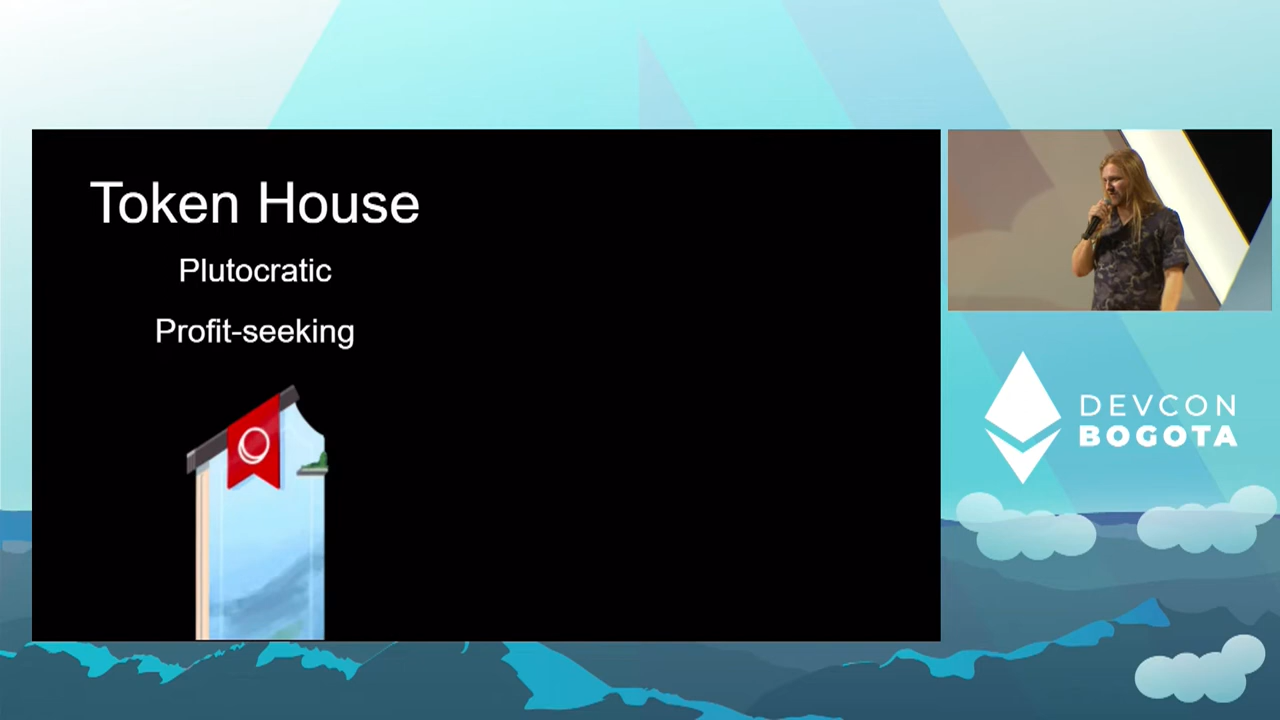 Token House
Plutocratic
Profit-seeking
DEVCON
BOGOTA